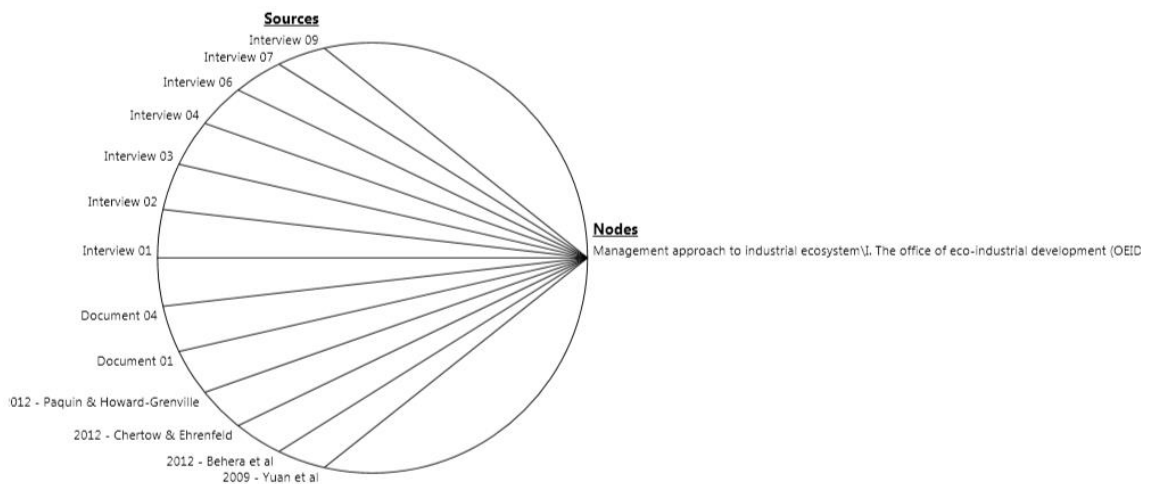 Sources
Interview 09
Interview 07
Interview 06
Interview 04
Interview 03
Interview 02
Interview 01
Nodes
Management approach to industrial ecosystem\I. The office of eco-industrial development (OEID
Document 04
Document 01
012 - Paquin & Howard-Grenville
2012 - Chertow & Ehrenfeld
2012 - Behera et al
2009 - Yuan et al